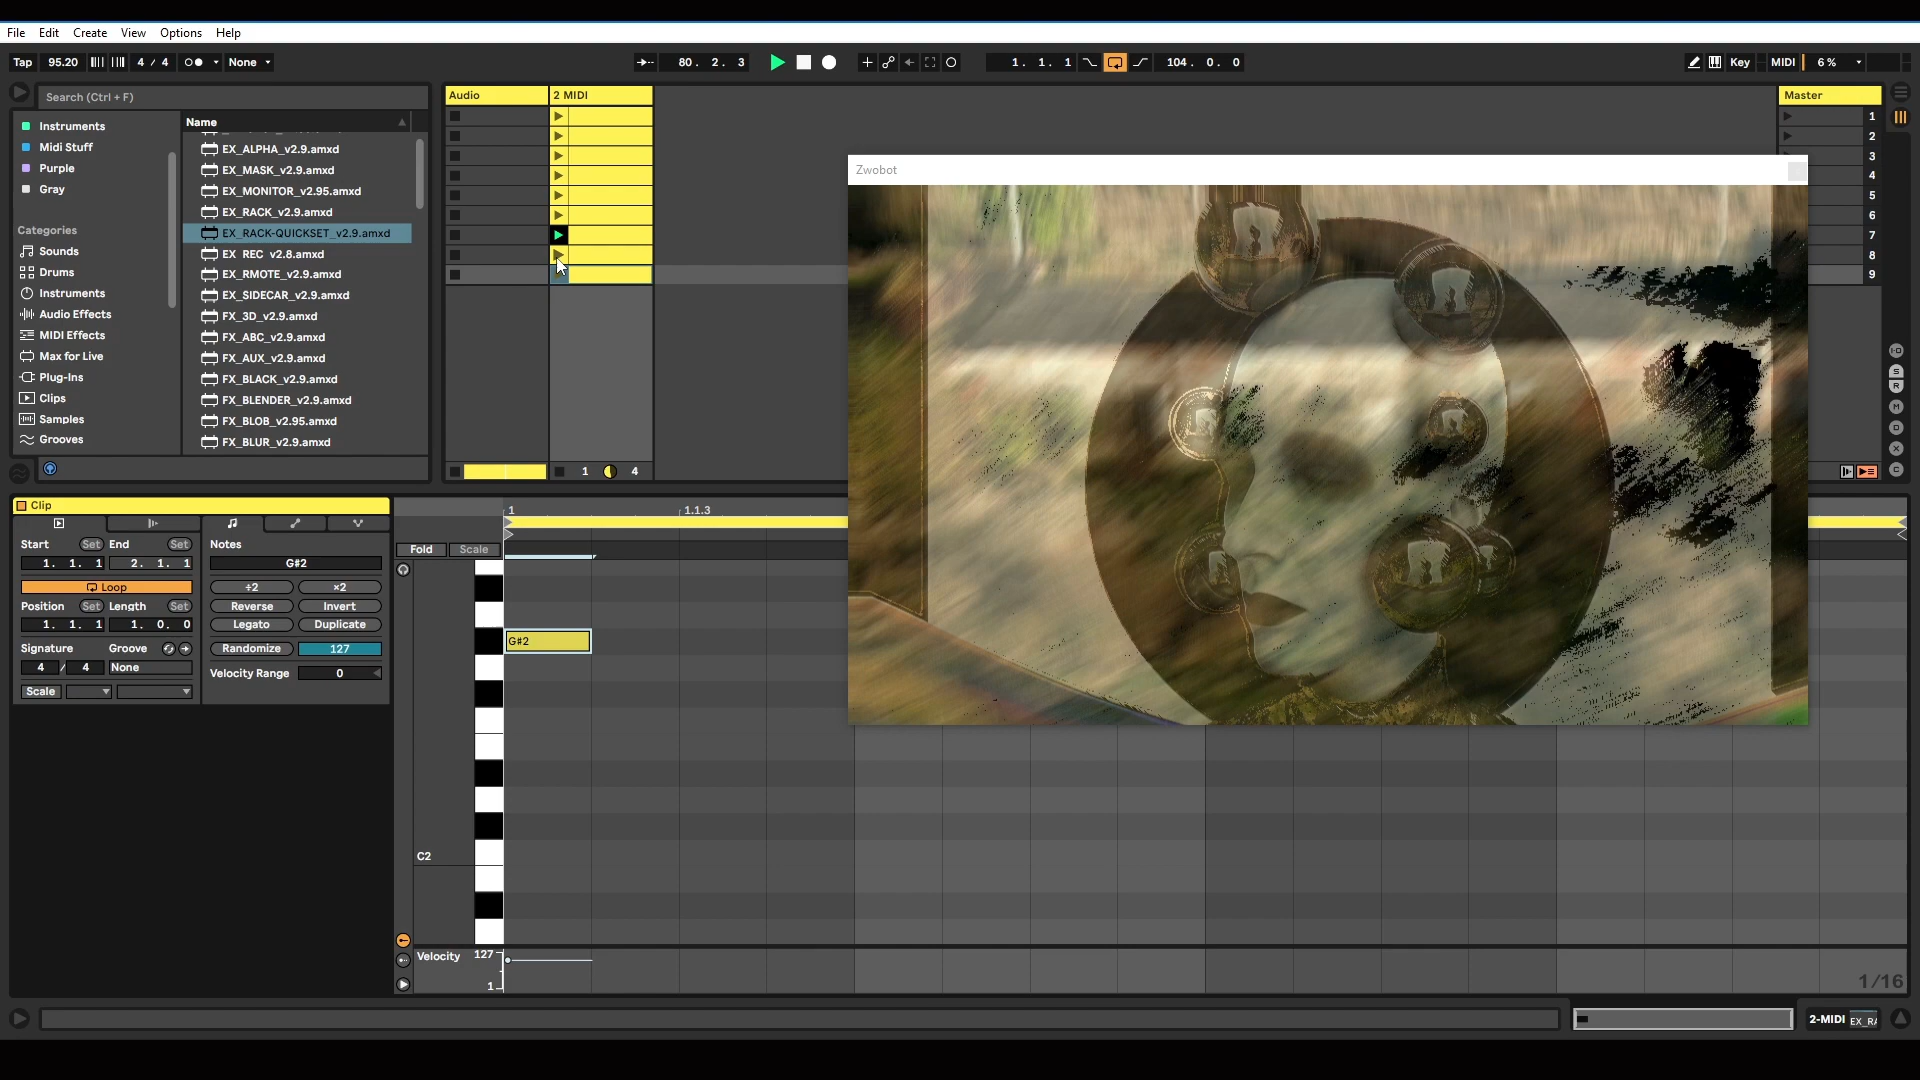 File Edit Create View Options Help
Tap 95.20 4 / 4 None 80. 2. 3 1. 1. 1 104. 0. 0 Key MIDI 6 %
Search (Ctrl + F)
Instruments
Midi Stuff
Purple
Gray
Categories
Sounds
Drums
Instruments
Audio Effects
MIDI Effects
Max for Live
Plug-Ins
Clips
Samples
Grooves
Name
EX_ALPHA_v2.9.amxd
EX_MASK_v2.9.amxd
EX_MONITOR_v2.95.amxd
EX_RACK_v2.9.amxd
EX_RACK-QUICKSET_v2.9.amxd
EX_REC_v2.8.amxd
EX_RMOTE_v2.9.amxd
EX_SIDECAR_v2.9.amxd
FX_3D_v2.9.amxd
FX_ABC_v2.9.amxd
FX_AUX_v2.9.amxd
FX_BLACK_v2.9.amxd
FX_BLENDER_v2.9.amxd
FX_BLOB_v2.95.amxd
FX_BLUR_v2.9.amxd
Audio 2 MIDI
1 4
Zwobot
Master
1
2
3
4
5
6
7
8
9
S
R
M
D
X
C
Clip
Start Set End Set
1. 1. 1 2. 1. 1
Loop
Position Set Length Set
1. 1. 1 1. 0. 0
Signature Groove
4 / 4 None
Scale
Notes
G#2
÷2 ×2
Reverse Invert
Legato Duplicate
Randomize 127
Velocity Range 0
1 1.1.3
Fold Scale
G#2
C2
Velocity 127
1
1/16
2-MIDI EX_RA